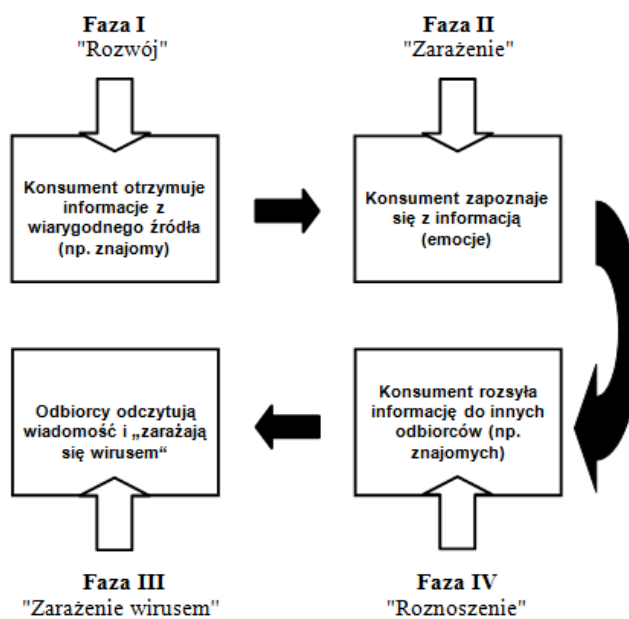 Faza I
"Rozwój"
Faza II
"Zarażenie"
Konsument otrzymuje
informacje z
wiarygodnego źródła
(np. znajomy)
Konsument zapoznaje
się z informacją
(emocje)
Odbiorcy odczytują
wiadomość i „zarażają
się wirusem“
Konsument rozsyła
informację do innych
odbiorców (np.
znajomych)
Faza III
"Zarażenie wirusem"
Faza IV
"Roznoszenie"